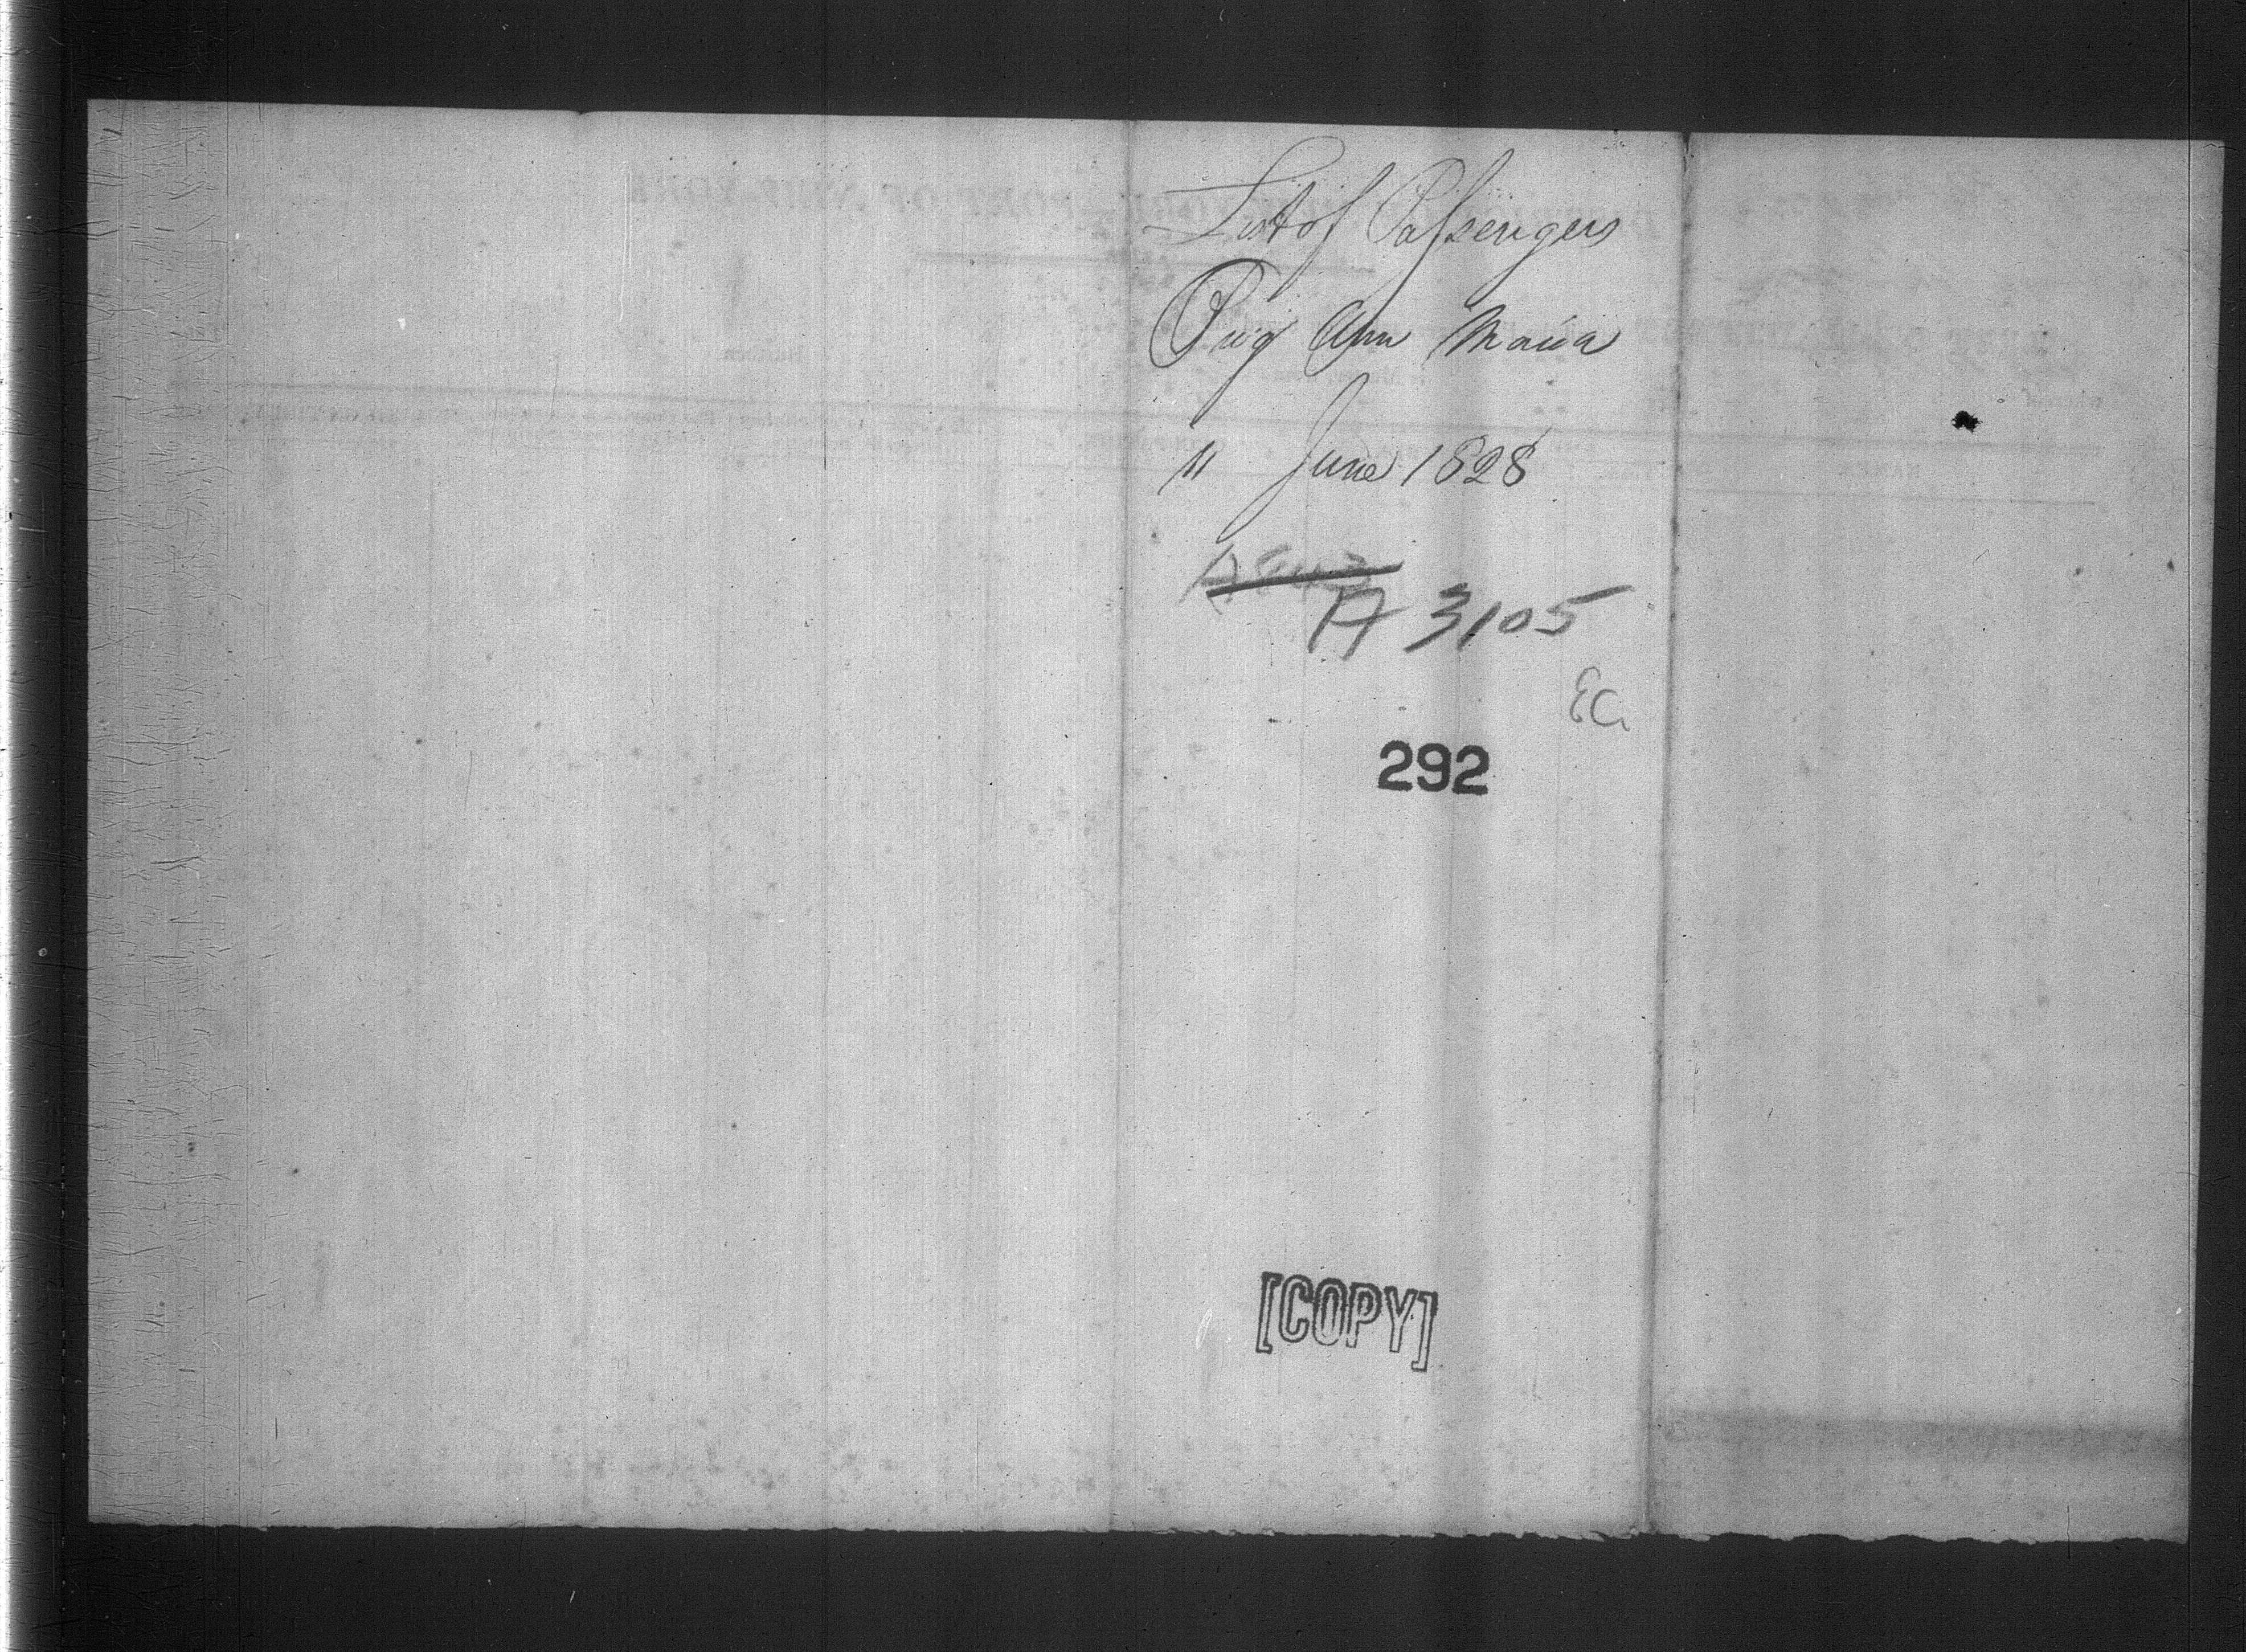 List of Passengers
Brig Ann Maria
11 June 1828
A 3105
EC
292
[COPY]